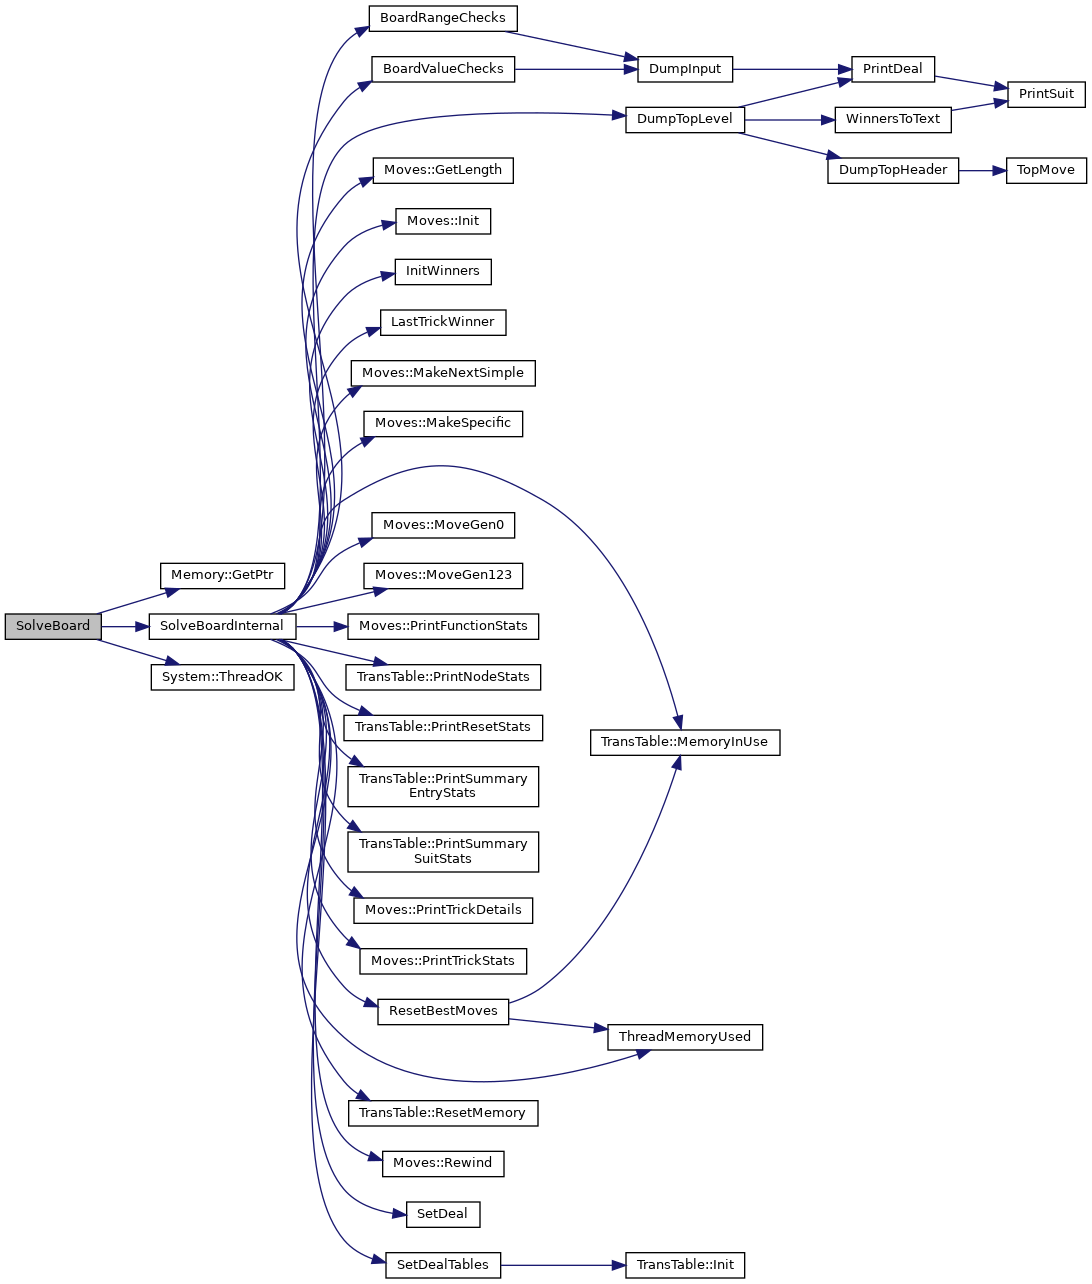 BoardRangeChecks
BoardValueChecks
DumpInput
PrintDeal
PrintSuit
DumpTopLevel
WinnersToText
Moves::GetLength
DumpTopHeader
TopMove
Moves::Init
InitWinners
LastTrickWinner
Moves::MakeNextSimple
Moves::MakeSpecific
Moves::MoveGen0
Memory::GetPtr
Moves::MoveGen123
SolveBoard
SolveBoardInternal
Moves::PrintFunctionStats
System::ThreadOK
TransTable::PrintNodeStats
TransTable::PrintResetStats
TransTable::MemoryInUse
TransTable::PrintSummary
EntryStats
TransTable::PrintSummary
SuitStats
Moves::PrintTrickDetails
Moves::PrintTrickStats
ResetBestMoves
ThreadMemoryUsed
TransTable::ResetMemory
Moves::Rewind
SetDeal
SetDealTables
TransTable::Init